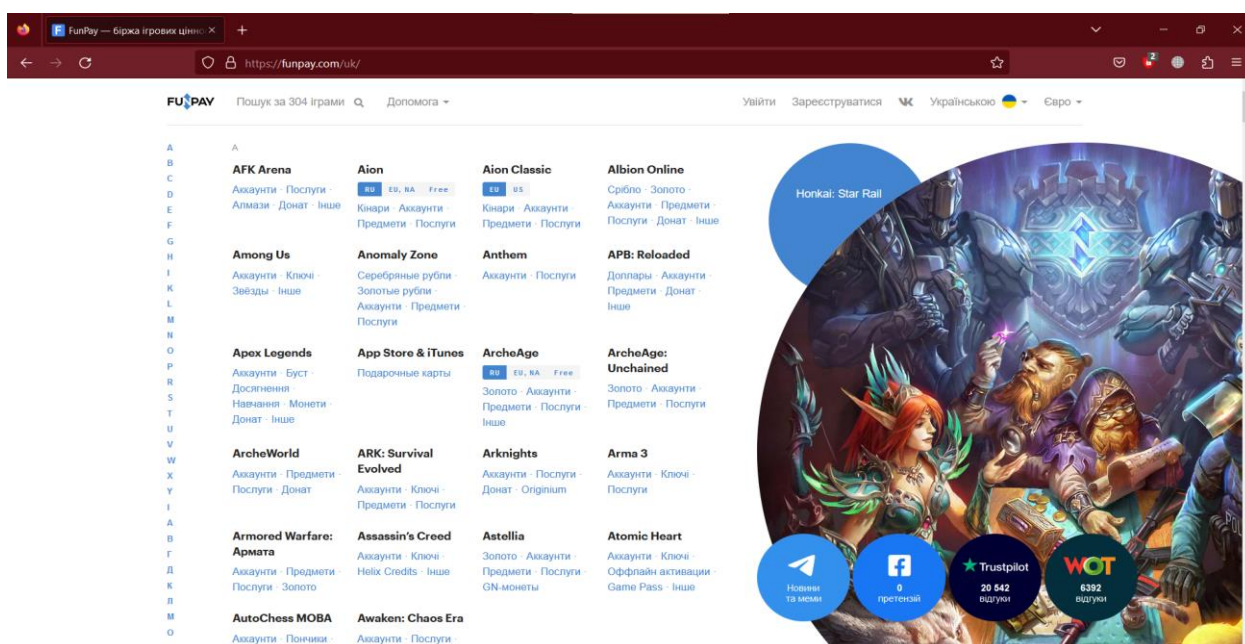 FunPay — біржа ігрових цінно
https://funpay.com/uk/
2
FUNPAY Пошук за 304 іграми Допомога Увійти Зареєструватися Українською Євро
A
B
C
D
E
F
G
H
I
K
L
M
N
O
P
R
S
T
U
V
W
X
Y
І
А
В
Г
Д
К
Л
М
О
A
AFK Arena
Аккаунти · Послуги ·
Алмази · Донат · Інше
Aion
RU EU, NA Free
Кінари · Аккаунти ·
Предмети · Послуги
Aion Classic
EU US
Кінари · Аккаунти ·
Предмети · Послуги
Albion Online
Срібло · Золото ·
Аккаунти · Предмети ·
Послуги · Донат · Інше
Among Us
Аккаунти · Ключі ·
Звёзды · Інше
Anomaly Zone
Серебряные рубли ·
Золотые рубли ·
Аккаунти · Предмети ·
Послуги
Anthem
Аккаунти · Послуги
APB: Reloaded
Доллары · Аккаунти ·
Предмети · Донат ·
Інше
Apex Legends
Аккаунти · Буст ·
Досягнення ·
Навчання · Монети ·
Донат · Інше
App Store & iTunes
Подарочные карты
ArcheAge
RU EU, NA Free
Золото · Аккаунти ·
Предмети · Послуги ·
Інше
ArcheAge:
Unchained
Золото · Аккаунти ·
Предмети · Послуги
ArcheWorld
Аккаунти · Предмети ·
Послуги · Донат
ARK: Survival
Evolved
Аккаунти · Ключі ·
Предмети · Послуги
Arknights
Аккаунти · Послуги ·
Донат · Originium
Arma 3
Аккаунти · Ключі ·
Послуги
Armored Warfare:
Армата
Аккаунти · Предмети ·
Послуги · Золото
Assassin's Creed
Аккаунти · Ключі ·
Helix Credits · Інше
Astellia
Золото · Аккаунти ·
Предмети · Послуги ·
GN-монеты
Atomic Heart
Аккаунти · Ключі ·
Оффлайн активации ·
Game Pass · Інше
AutoChess MOBA
Аккаунти · Пончики ·
Awaken: Chaos Era
Аккаунти · Послуги ·
Honkai: Star Rail
Новини
та меми
0
претензій
Trustpilot
20 542
відгуки
WOT
6392
відгуки